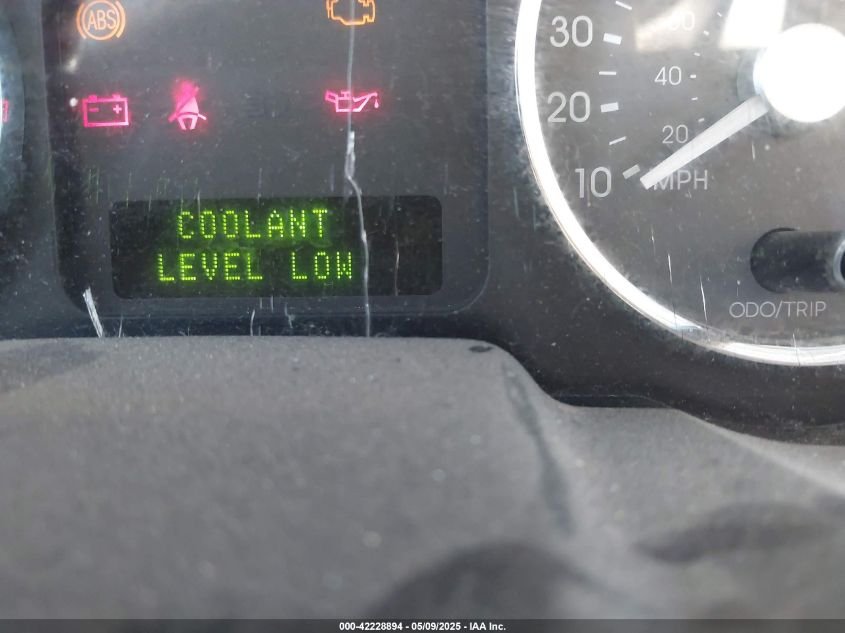 ABS
30
20
10
60
40
20
MPH
COOLANT
LEVEL LOW
ODO/TRIP
000-42228894 - 05/09/2025 - IAA Inc.